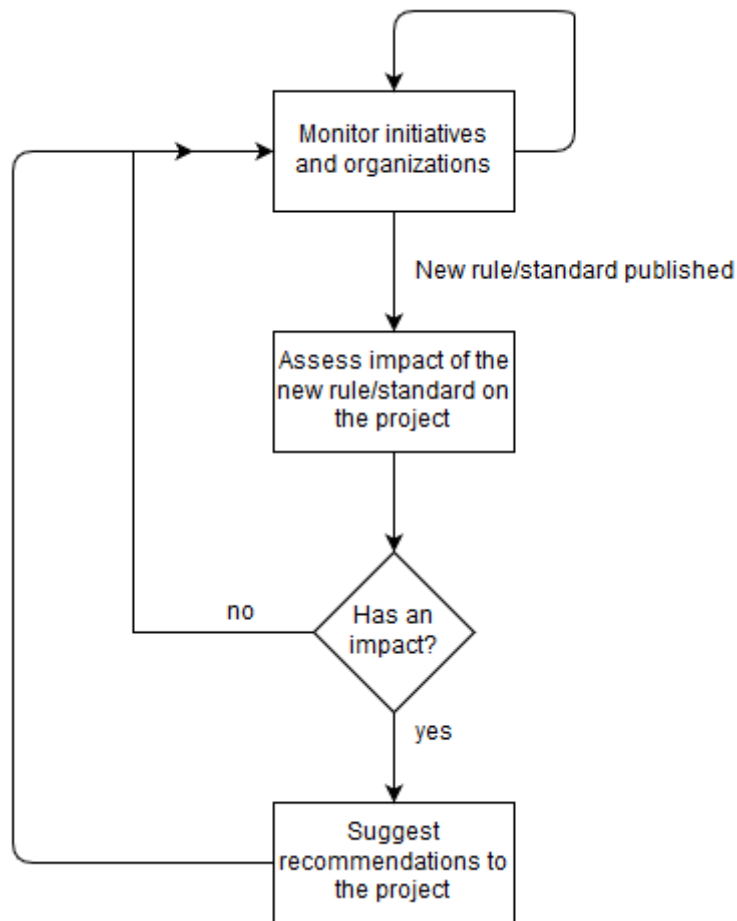 Monitor initiatives
and organizations
New rule/standard published
Assess impact of the
new rule/standard on
the project
Has an
impact?
no
yes
Suggest
recommendations to
the project